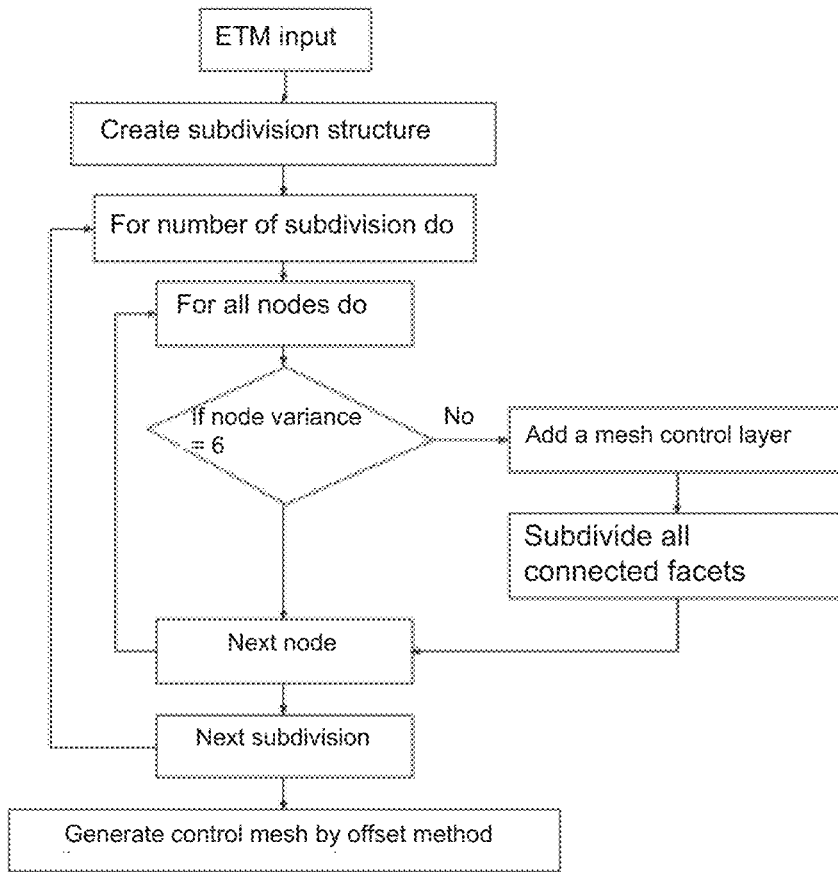 ETM input
Create subdivision structure
For number of subdivision do
For all nodes do
If node variance
= 6
No
Add a mesh control layer
Subdivide all
connected facets
Next node
Next subdivision
Generate control mesh by offset method